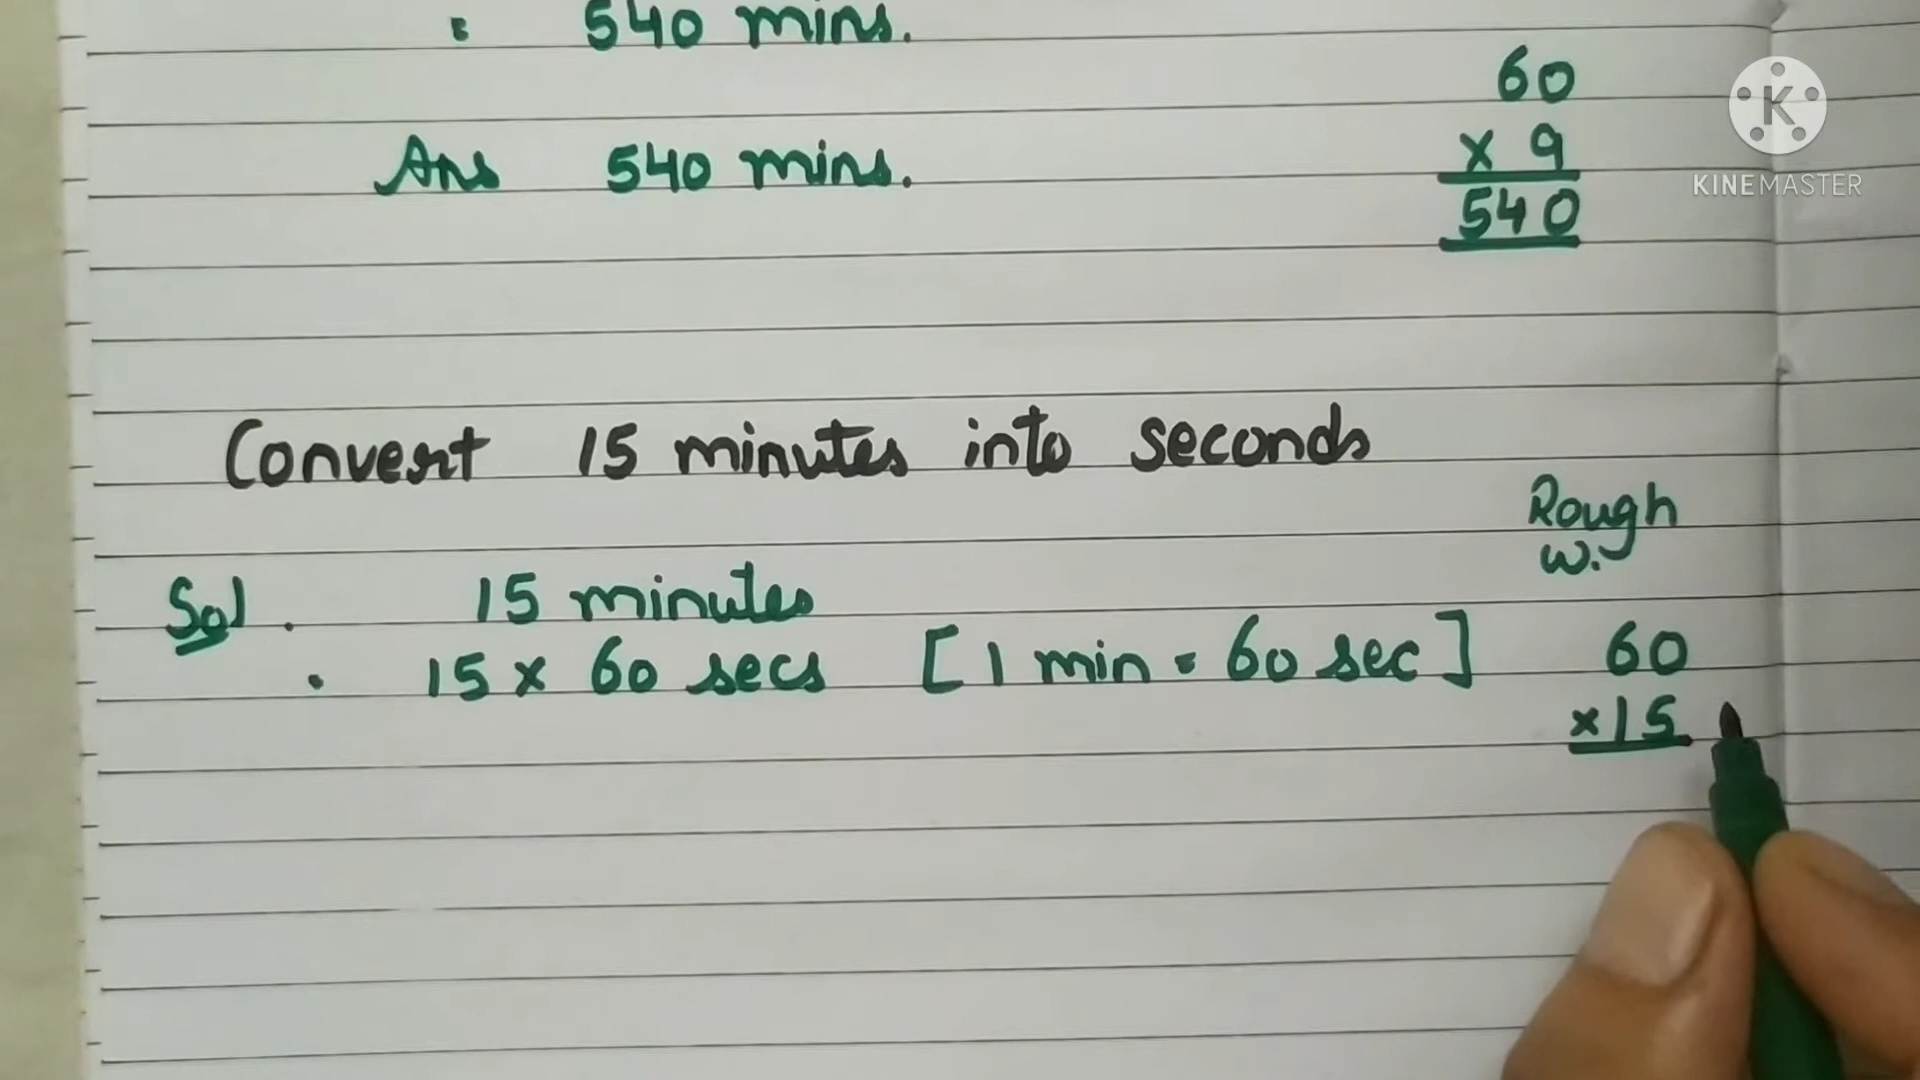 = 540 mins.
60
x 9
540
Ans 540 mins.
K
KINEMASTER
Convert 15 minutes into seconds
Rough
W.
Sol. 15 minutes
= 15 x 60 secs [1 min = 60 sec]
60
x 15